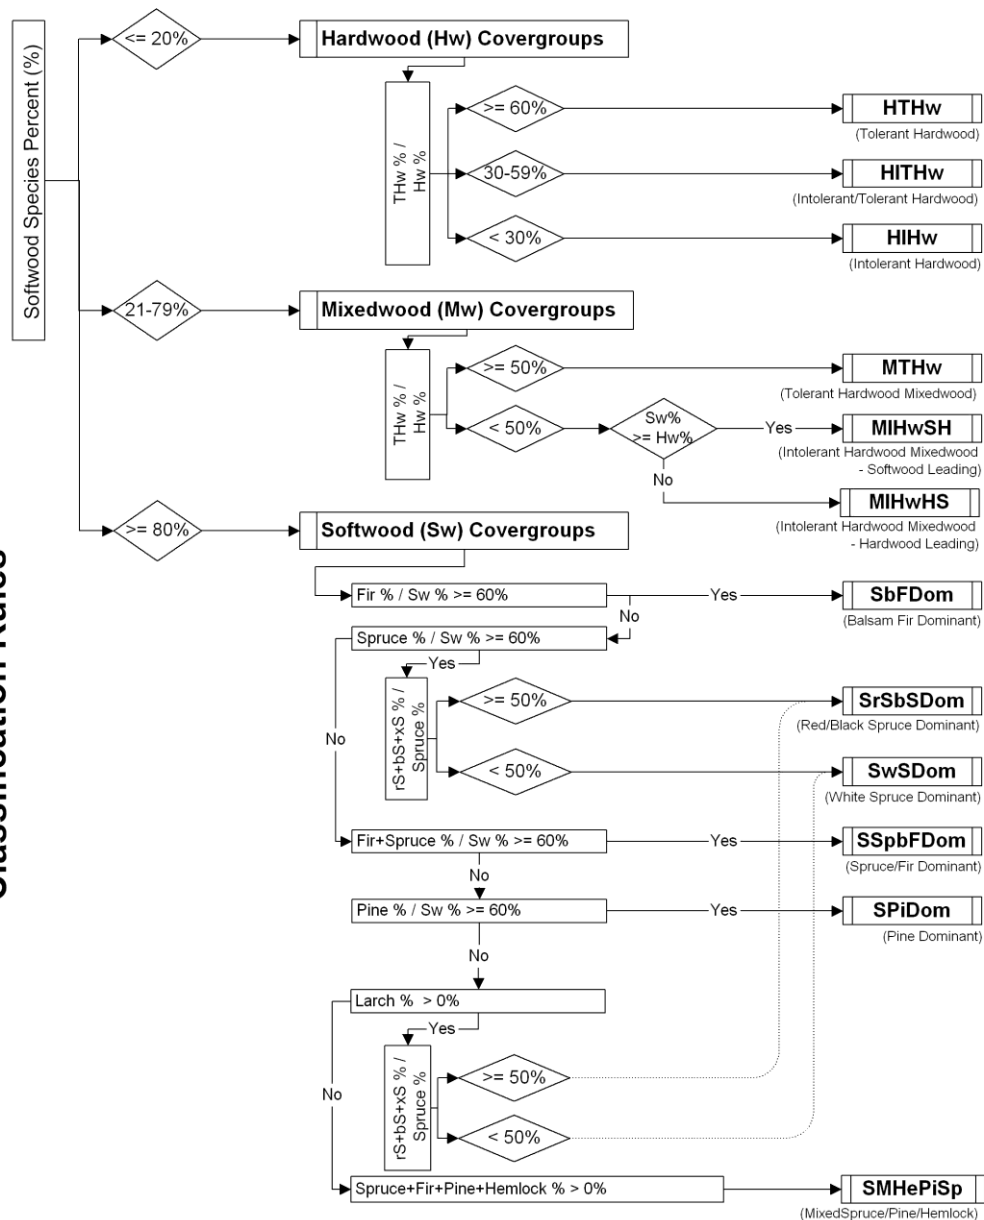 Softwood Species Percent (%)
<= 20%
Hardwood (Hw) Covergroups
THw % /
Hw %
>= 60%
HTHw
(Tolerant Hardwood)
30-59%
HITHw
(Intolerant/Tolerant Hardwood)
< 30%
HIHw
(Intolerant Hardwood)
21-79%
Mixedwood (Mw) Covergroups
THw % /
Hw %
>= 50%
MTHw
(Tolerant Hardwood Mixedwood)
< 50%
Sw%
>= Hw%
Yes
MIHwSH
(Intolerant Hardwood Mixedwood
- Softwood Leading)
No
MIHwHS
(Intolerant Hardwood Mixedwood
- Hardwood Leading)
>= 80%
Softwood (Sw) Covergroups
Classification Rules
Fir % / Sw % >= 60%
Yes
SbFDom
(Balsam Fir Dominant)
No
Spruce % / Sw % >= 60%
Yes
rS+bS+xS % /
Spruce %
>= 50%
SrSbSDom
(Red/Black Spruce Dominant)
No
< 50%
SwSDom
(White Spruce Dominant)
Fir+Spruce % / Sw % >= 60%
Yes
SSpbFDom
(Spruce/Fir Dominant)
No
Pine % / Sw % >= 60%
Yes
SPiDom
(Pine Dominant)
No
Larch % > 0%
Yes
rS+bS+xS % /
Spruce %
>= 50%
No
< 50%
Spruce+Fir+Pine+Hemlock % > 0%
SMHePiSp
(MixedSpruce/Pine/Hemlock)